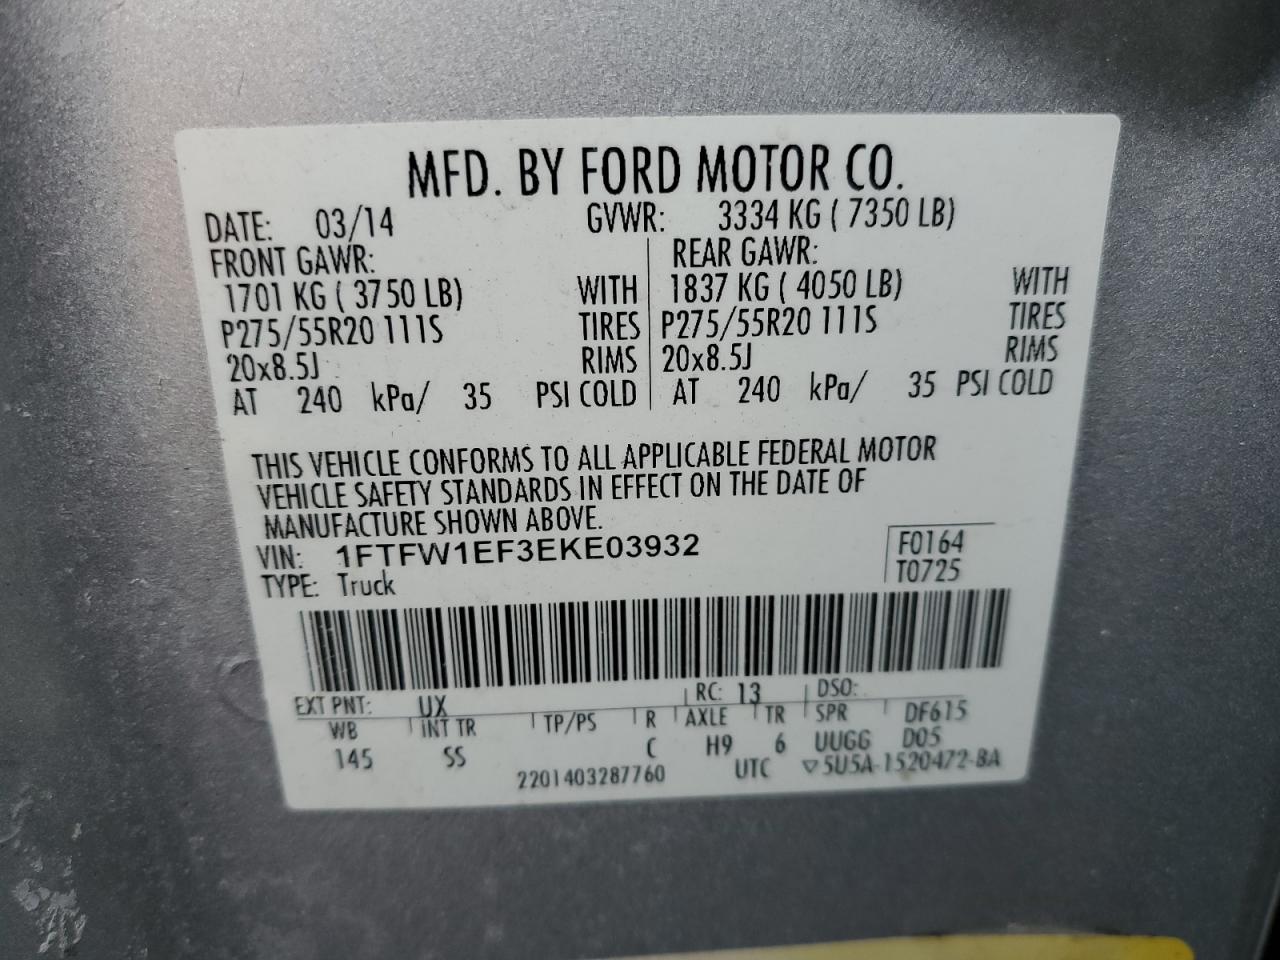 MFD. BY FORD MOTOR CO.
DATE: 03/14 GVWR: 3334 KG ( 7350 LB)
FRONT GAWR: REAR GAWR:
1701 KG ( 3750 LB) WITH 1837 KG ( 4050 LB) WITH
P275/55R20 111S TIRES P275/55R20 111S TIRES
20x8.5J RIMS 20x8.5J RIMS
AT 240 kPa/ 35 PSI COLD AT 240 kPa/ 35 PSI COLD
THIS VEHICLE CONFORMS TO ALL APPLICABLE FEDERAL MOTOR
VEHICLE SAFETY STANDARDS IN EFFECT ON THE DATE OF
MANUFACTURE SHOWN ABOVE.
VIN: 1FTFW1EF3EKE03932 F0164
TYPE: Truck T0725
EXT PNT: UX RC: 13 DSO:
WB INT TR TP/PS R AXLE TR SPR DF615
145 SS C H9 6 UUGG D05
2201403287760 UTC ▽5U5A-1520472-BA